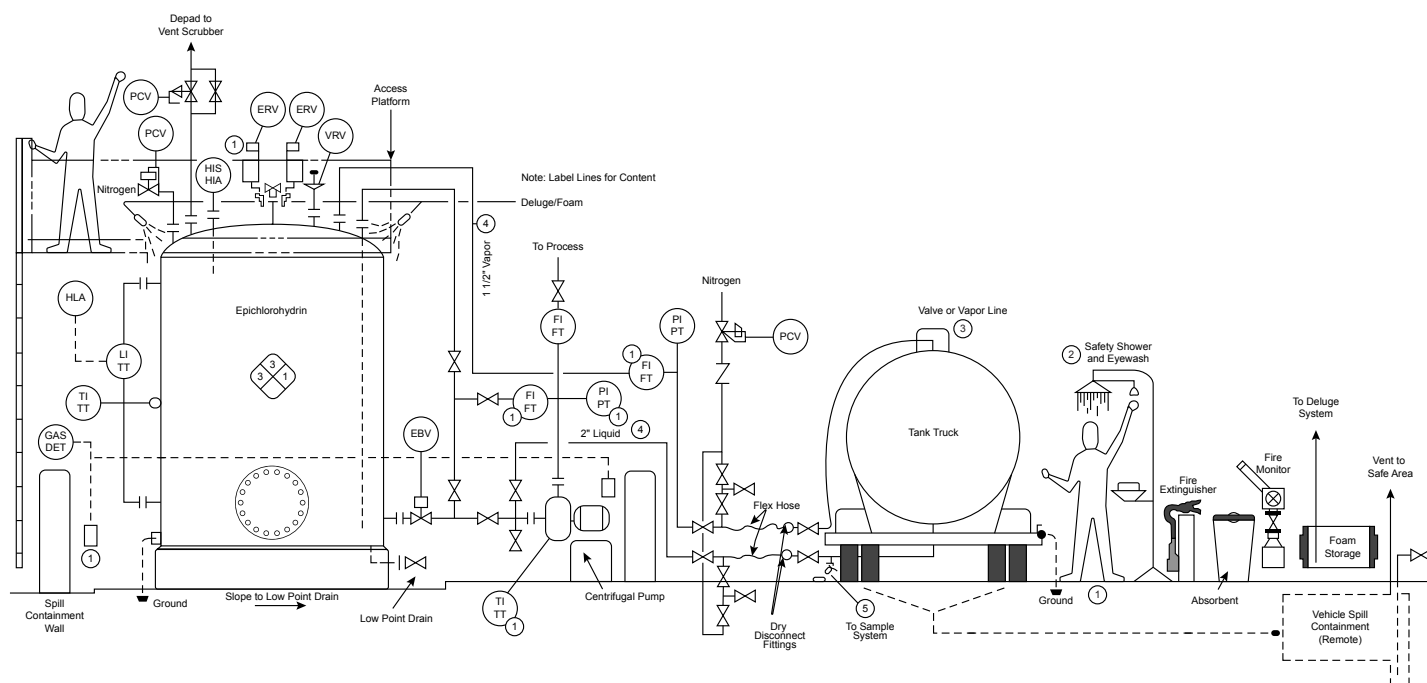 Depad to
Vent Scrubber
PCV
PCV
Nitrogen
HIS
HIA
1
ERV
ERV
VRV
Access
Platform
Note: Label Lines for Content
Deluge/Foam
4
1 1/2" Vapor
To Process
FI
FT
HLA
LI
TT
TI
TT
GAS
DET
1
Epichlorohydrin
3
3
1
EBV
1
FI
FT
PI
PT
1
2" Liquid
4
1
FI
FT
PI
PT
Nitrogen
PCV
Valve or Vapor Line
3
Tank Truck
Flex Hose
2
Safety Shower
and Eyewash
Fire
Extinguisher
Fire
Monitor
To Deluge
System
Vent to
Safe Area
Foam
Storage
Absorbent
Spill
Containment
Wall
Ground
Slope to Low Point Drain
Low Point Drain
TI
TT
1
Centrifugal Pump
Dry
Disconnect
Fittings
5
To Sample
System
Ground
1
Vehicle Spill
Containment
(Remote)